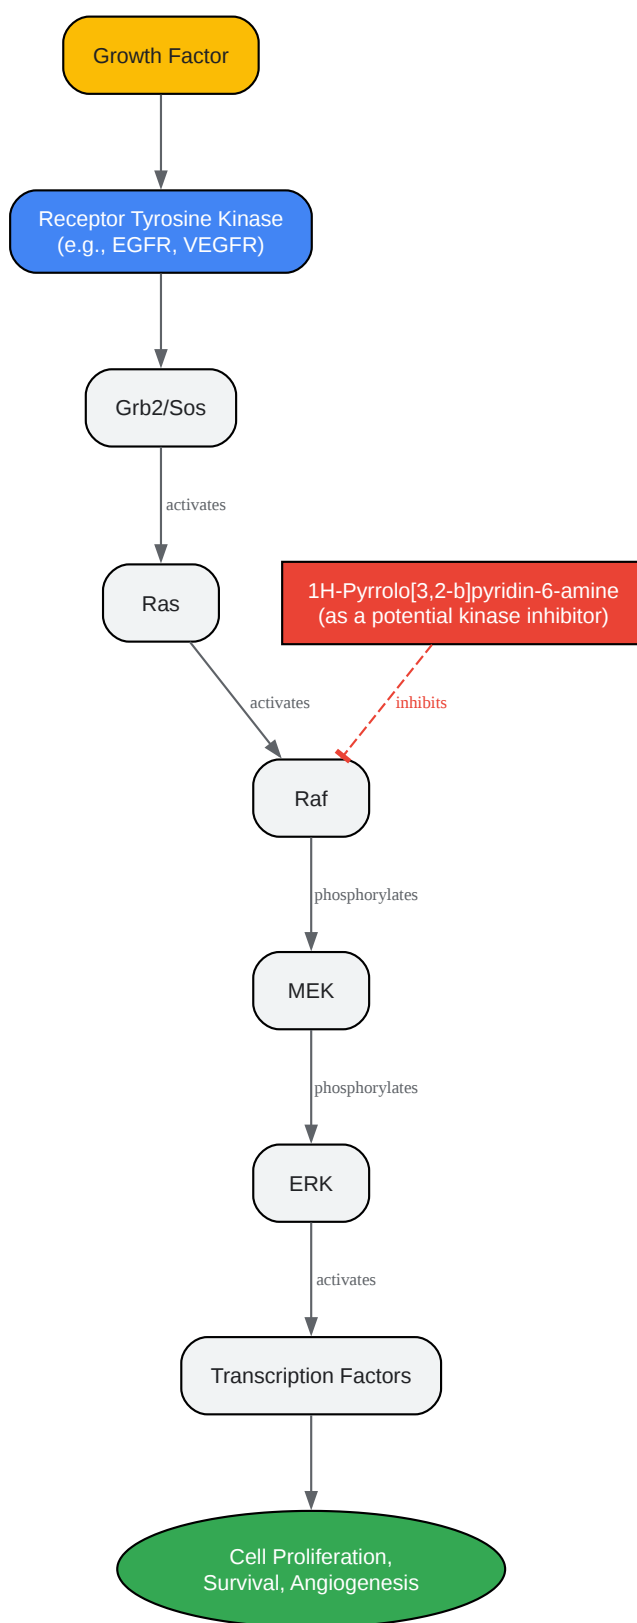 Growth Factor
Receptor Tyrosine Kinase
(e.g., EGFR, VEGFR)
Grb2/Sos
activates
Ras
1H-Pyrrolo[3,2-b]pyridin-6-amine
(as a potential kinase inhibitor)
activates
inhibits
Raf
phosphorylates
MEK
phosphorylates
ERK
activates
Transcription Factors
Cell Proliferation,
Survival, Angiogenesis